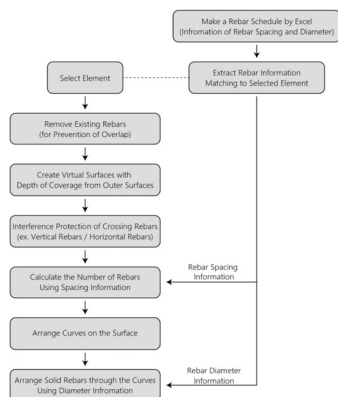 Make a Rebar Schedule by Excel
(Infromation of Rebar Spacing and Diameter)
Select Element
Extract Rebar Information
Matching to Selected Element
Remove Existing Rebars
(for Prevention of Overlap)
Create Virtual Surfaces with
Depth of Coverage from Outer Surfaces
Interference Protection of Crossing Rebars
(ex. Vertical Rebars / Horizontal Rebars)
Calculate the Number of Rebars
Using Spacing Information
Rebar Spacing
Information
Arrange Curves on the Surface
Rebar Diameter
Information
Arrange Solid Rebars through the Curves
Using Diameter Infromation